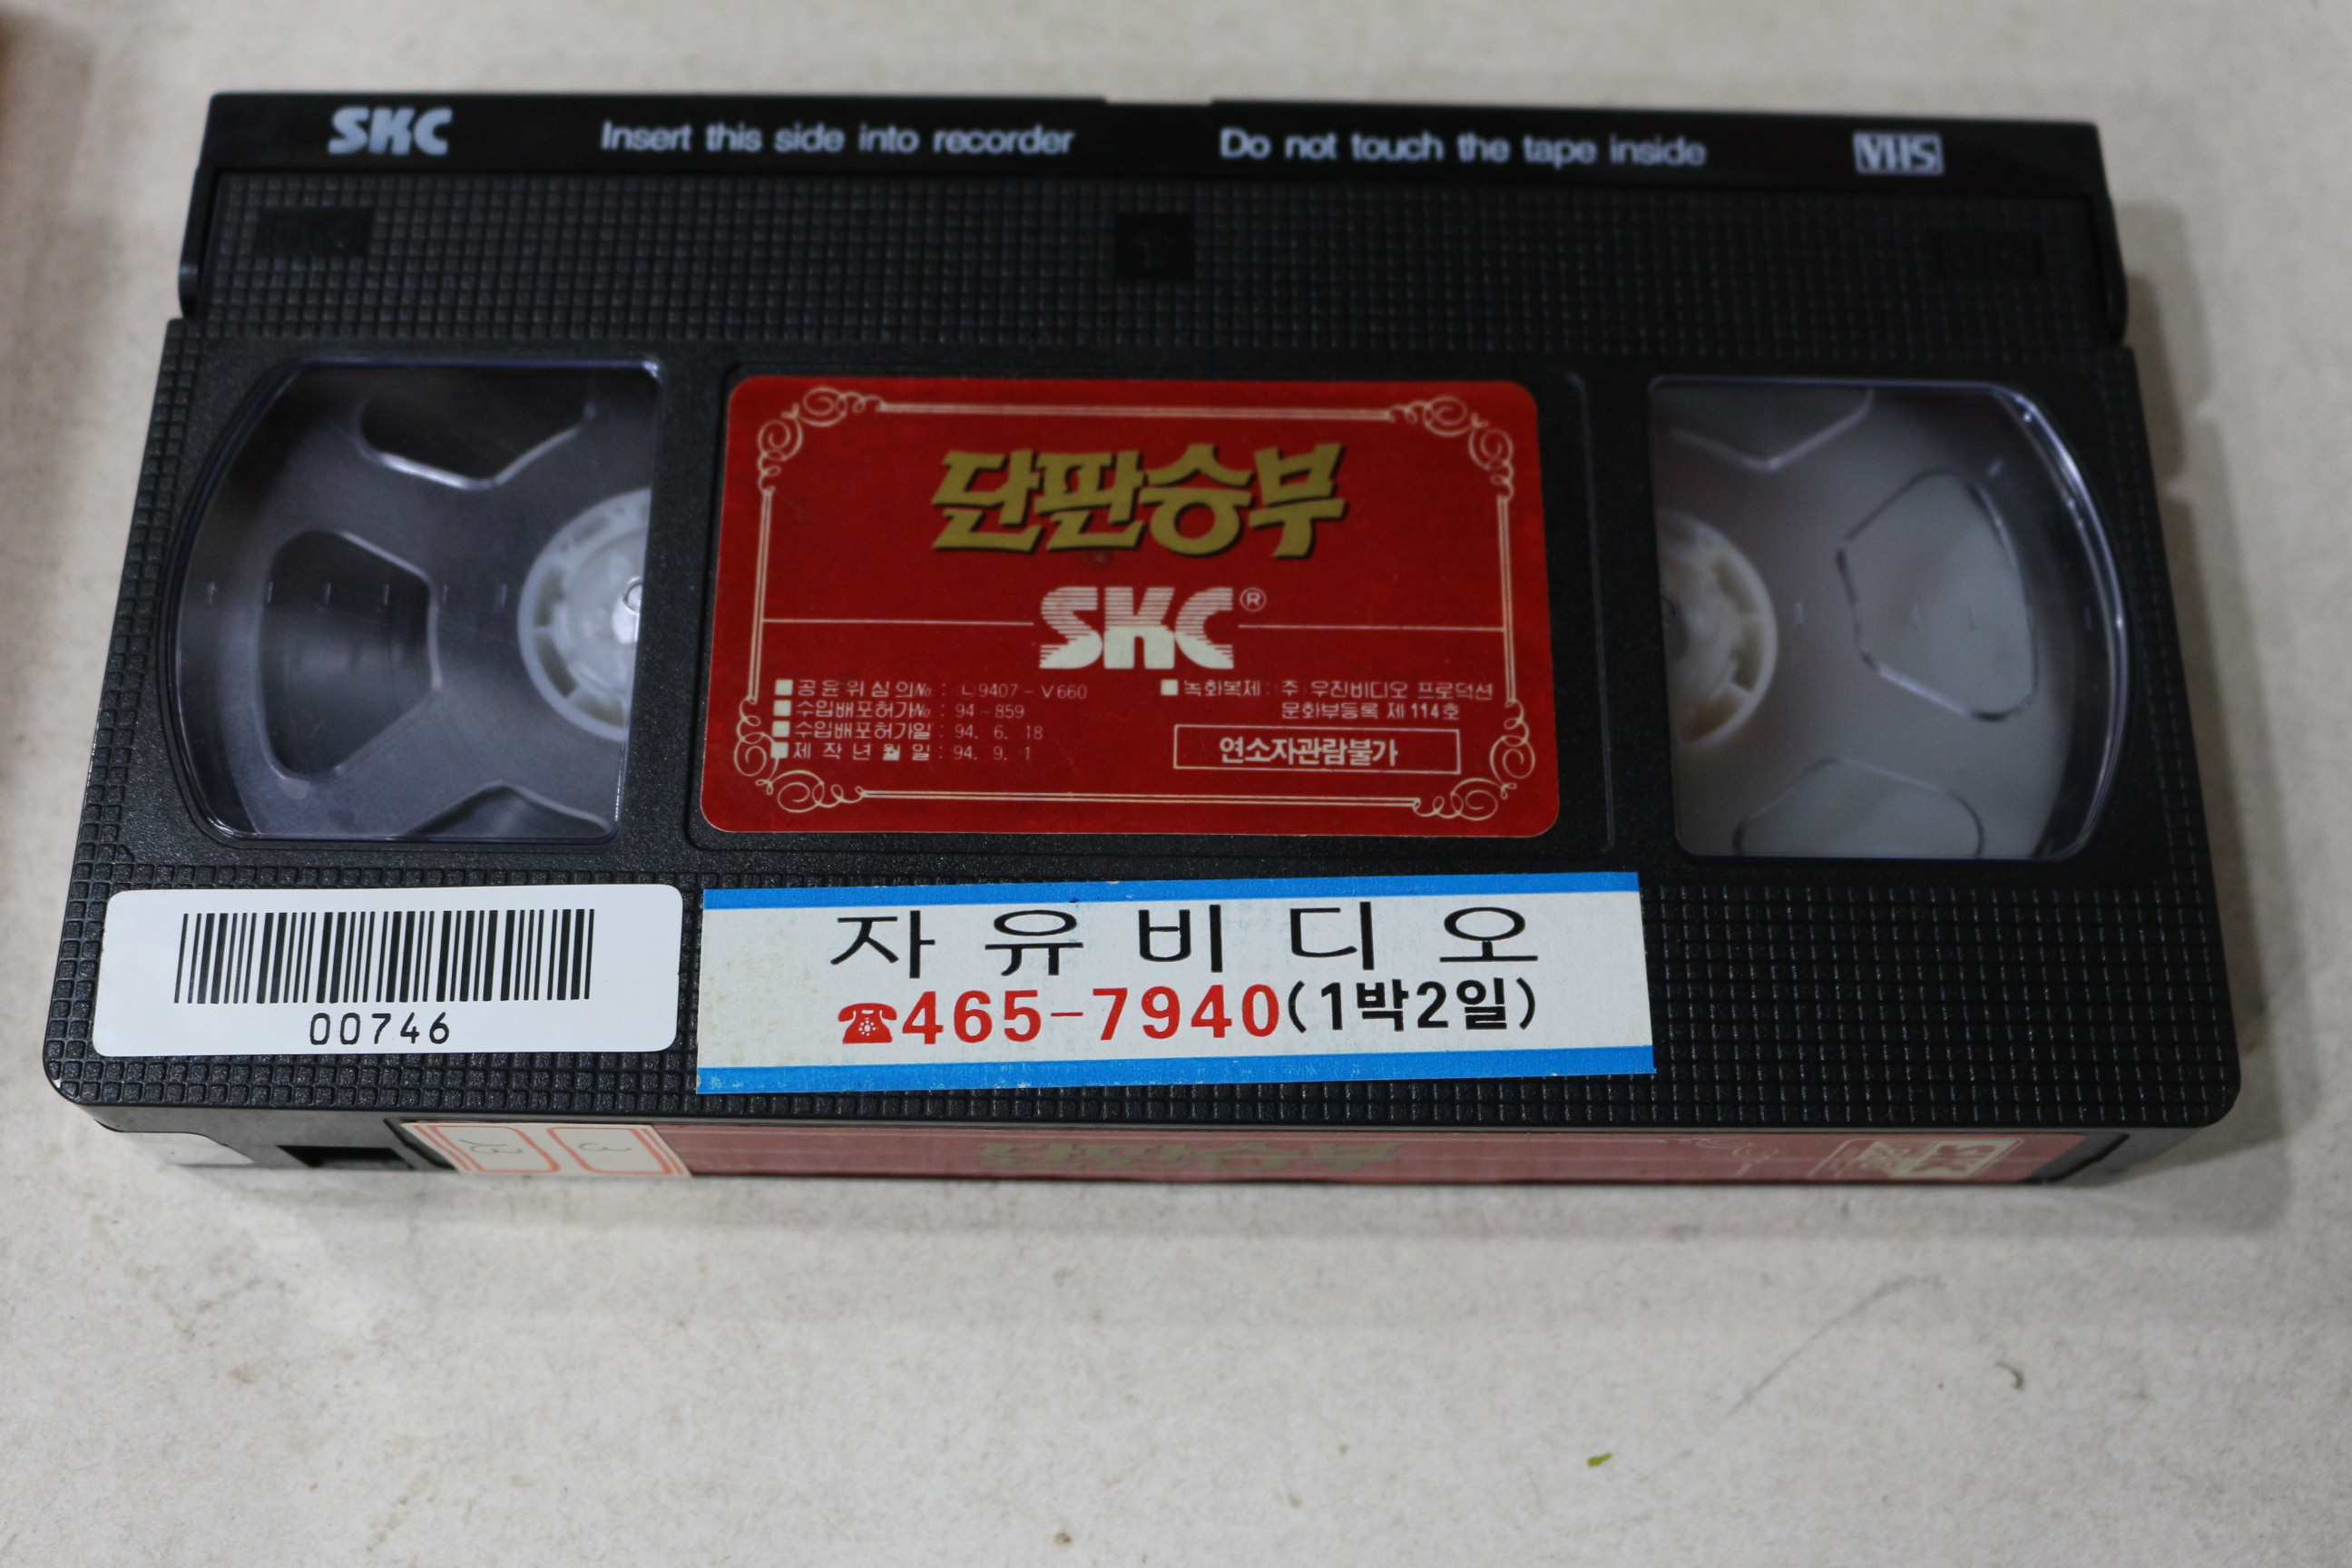 SKC Insert this side into recorder Do not touch the tape inside VHS
단판승부
SKC®
공윤위심의No : 9407-V660
수입배포허가No : 94-859
수입배포허가일 : 94. 6. 18
제작년월일 : 94. 9. 1
녹화복제 : (주)우진비디오 프로덕션
문화부등록 제114호
연소자관람불가
00746
자유비디오
☎465-7940(1박2일)
단판승부